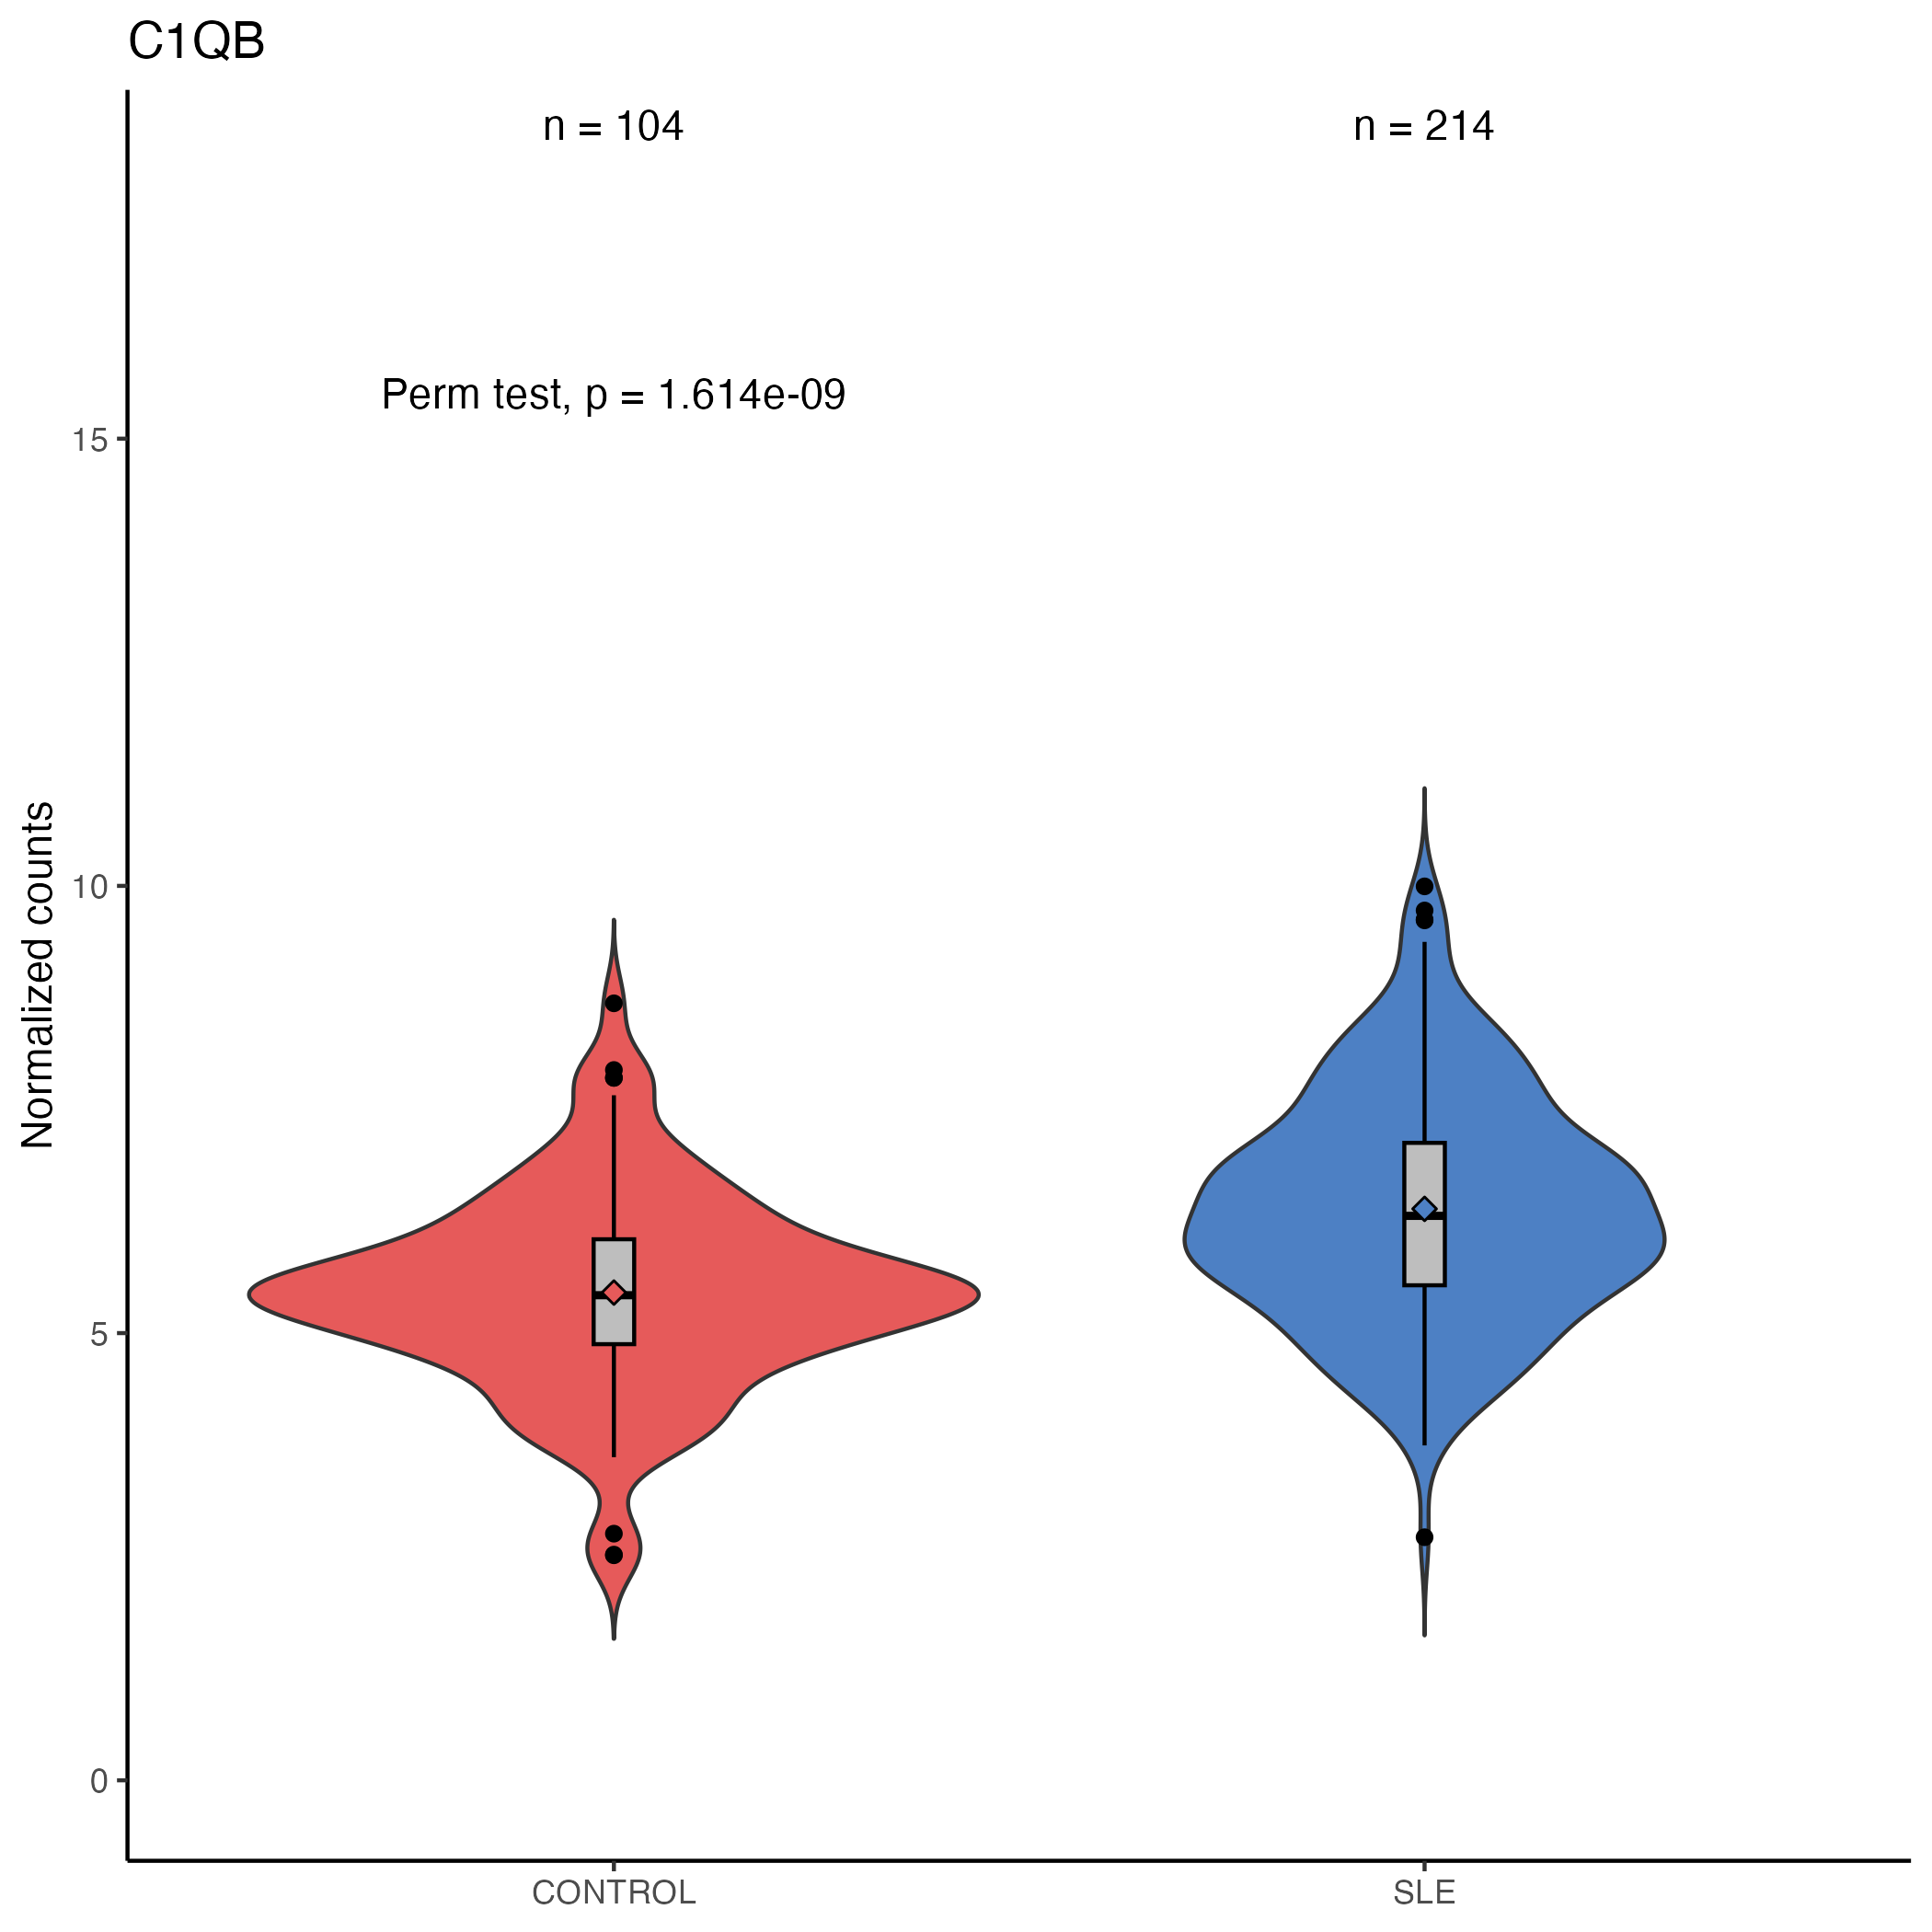 C1QB
n = 104
n = 214
Perm test, p = 1.614e-09
15
10
5
0
Normalized counts
CONTROL
SLE